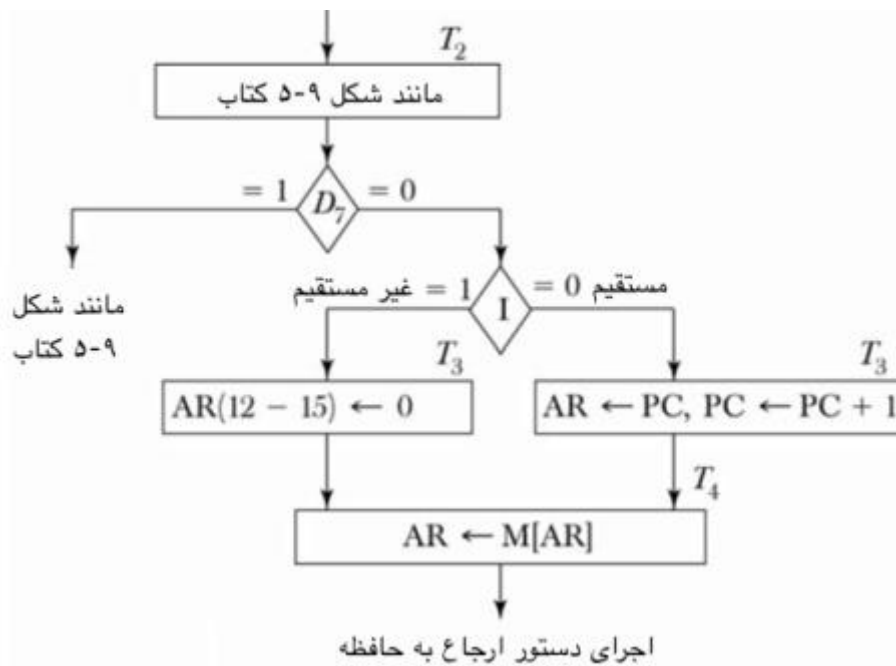 T₂
مانند شکل ۹-۵ کتاب
= 1
D₇
= 0
مانند شکل
۹-۵ کتاب
غیر مستقیم = 1
I
= 0 مستقیم
T₃
AR(12 – 15) ← 0
T₃
AR ← PC, PC ← PC + 1
T₄
AR ← M[AR]
اجرای دستور ارجاع به حافظه